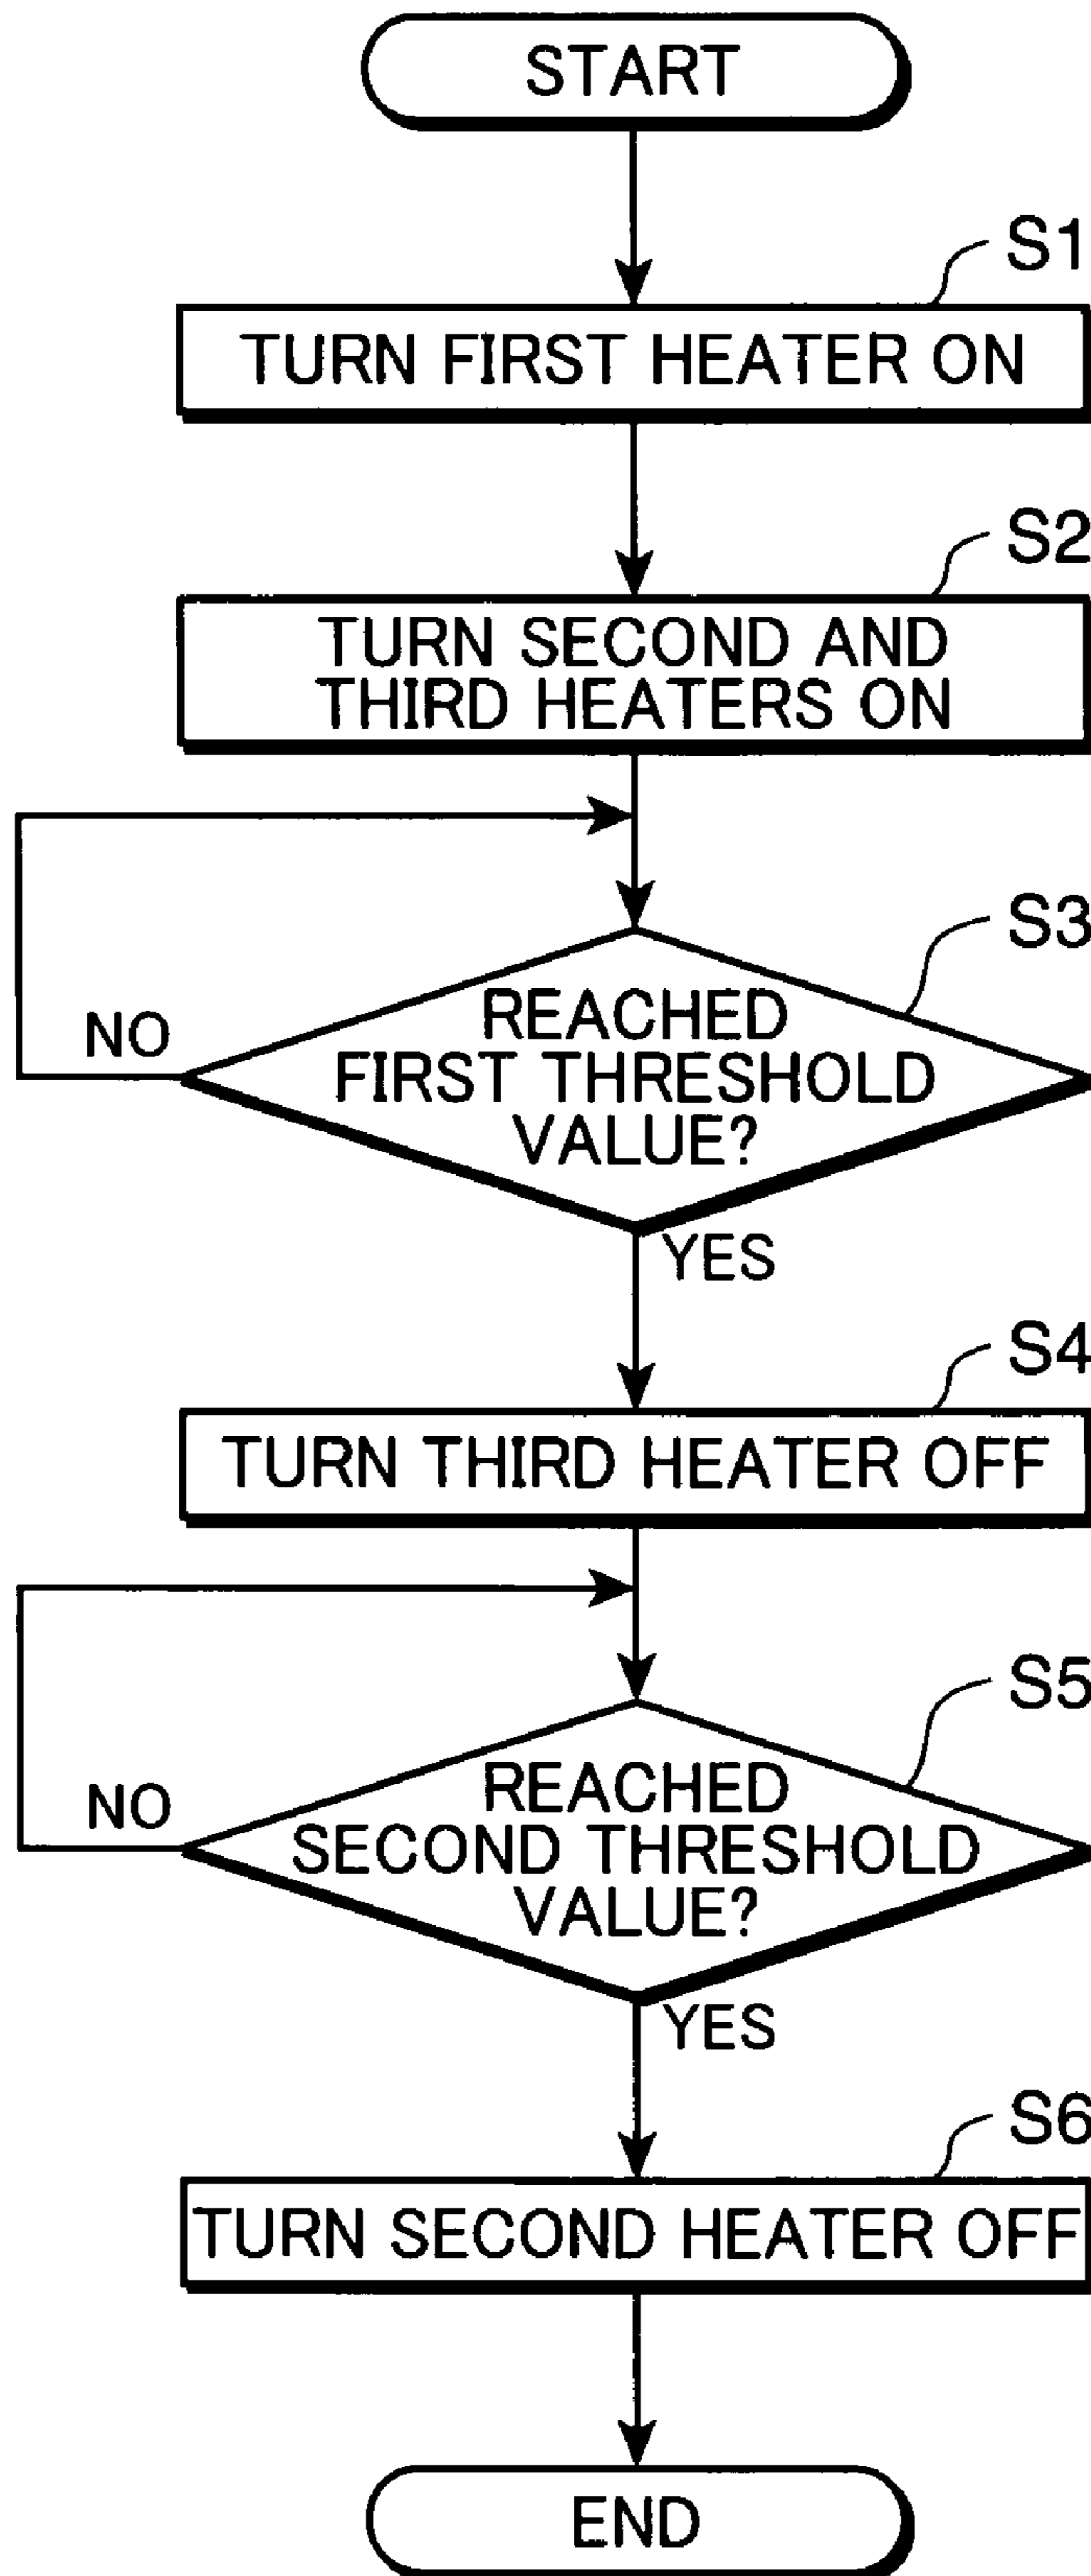 START
S1
TURN FIRST HEATER ON
S2
TURN SECOND AND
THIRD HEATERS ON
S3
REACHED
FIRST THRESHOLD
VALUE?
NO
YES
S4
TURN THIRD HEATER OFF
S5
REACHED
SECOND THRESHOLD
VALUE?
NO
YES
S6
TURN SECOND HEATER OFF
END